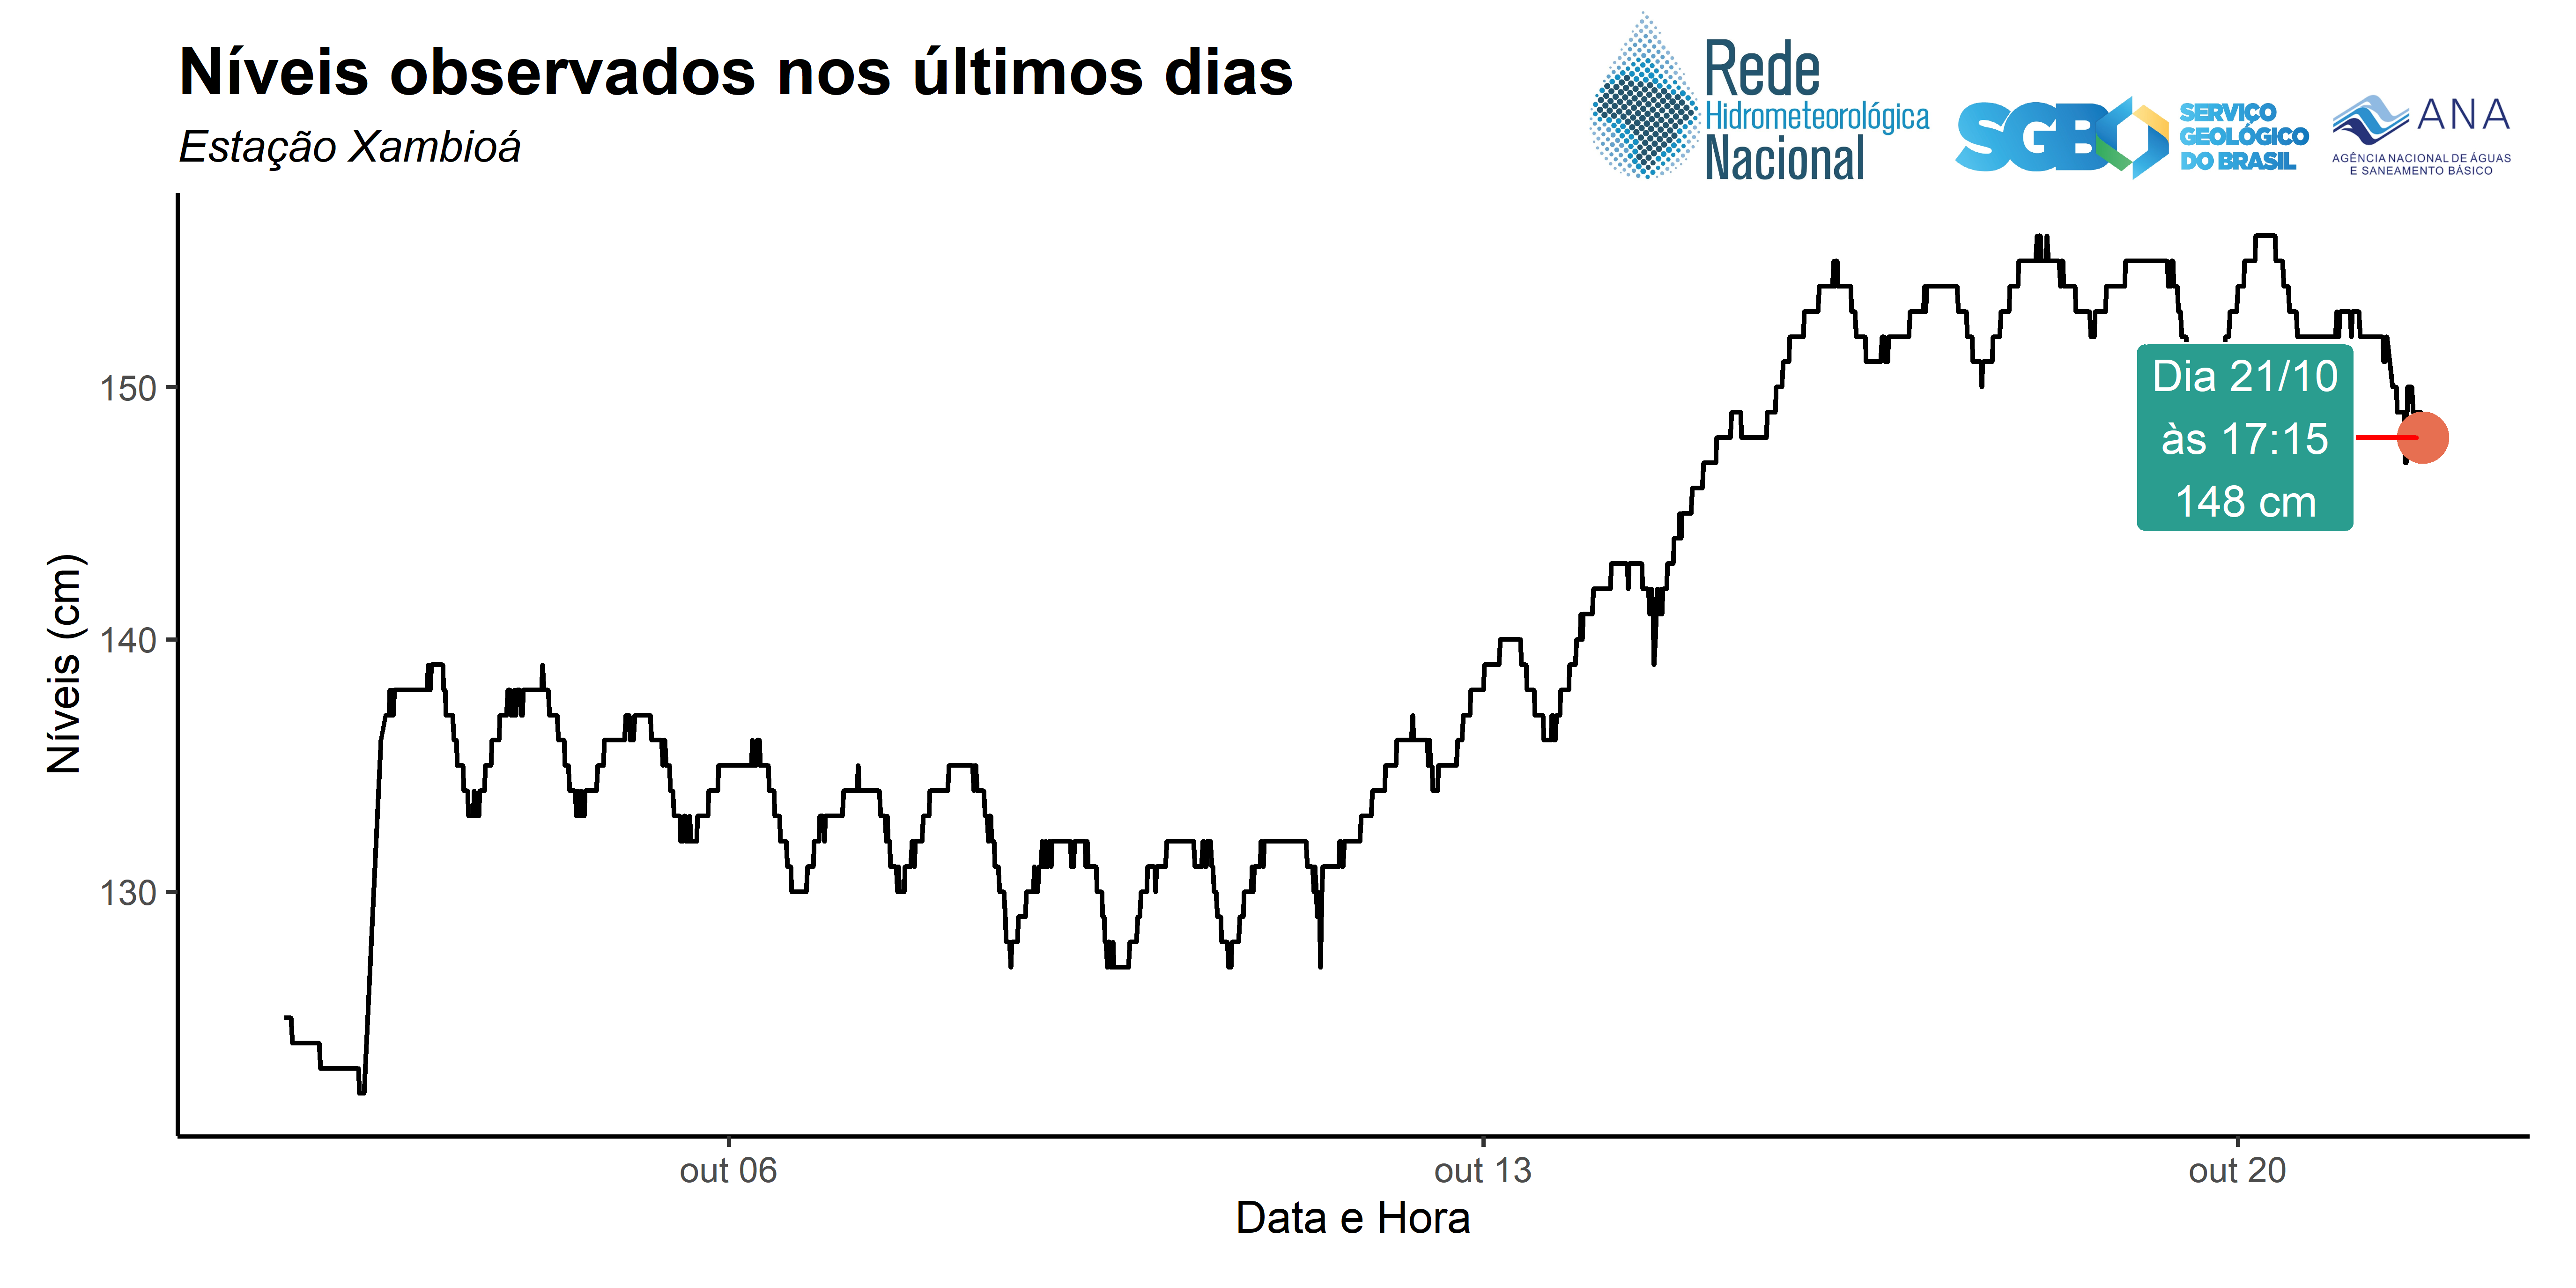 Níveis observados nos últimos dias
Estação Xambioá
Rede
Hidrometeorológica
Nacional
SGB
SERVIÇO
GEOLÓGICO
DO BRASIL
ANA
AGÊNCIA NACIONAL DE ÁGUAS
E SANEAMENTO BÁSICO
Níveis (cm)
150
140
130
Dia 21/10
às 17:15
148 cm
out 06
out 13
out 20
Data e Hora